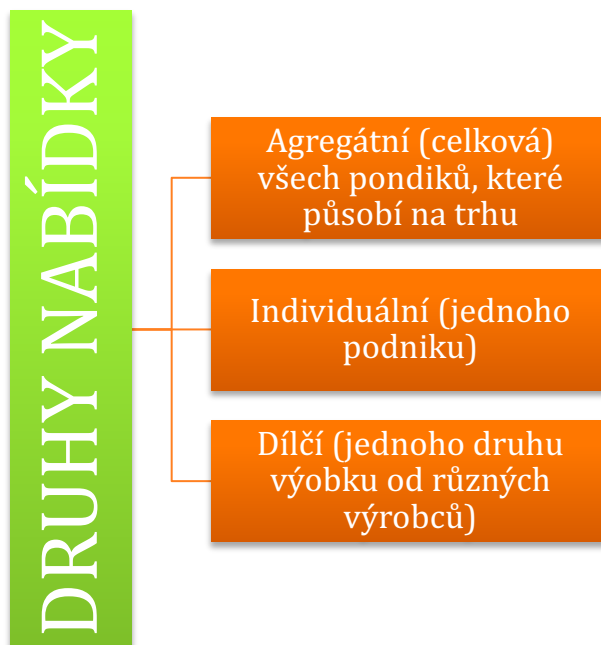 DRUHY NABÍDKY
Agregátní (celková)
všech pondiků, které
působí na trhu
Individuální (jednoho
podniku)
Dílčí (jednoho druhu
výobku od různých
výrobců)